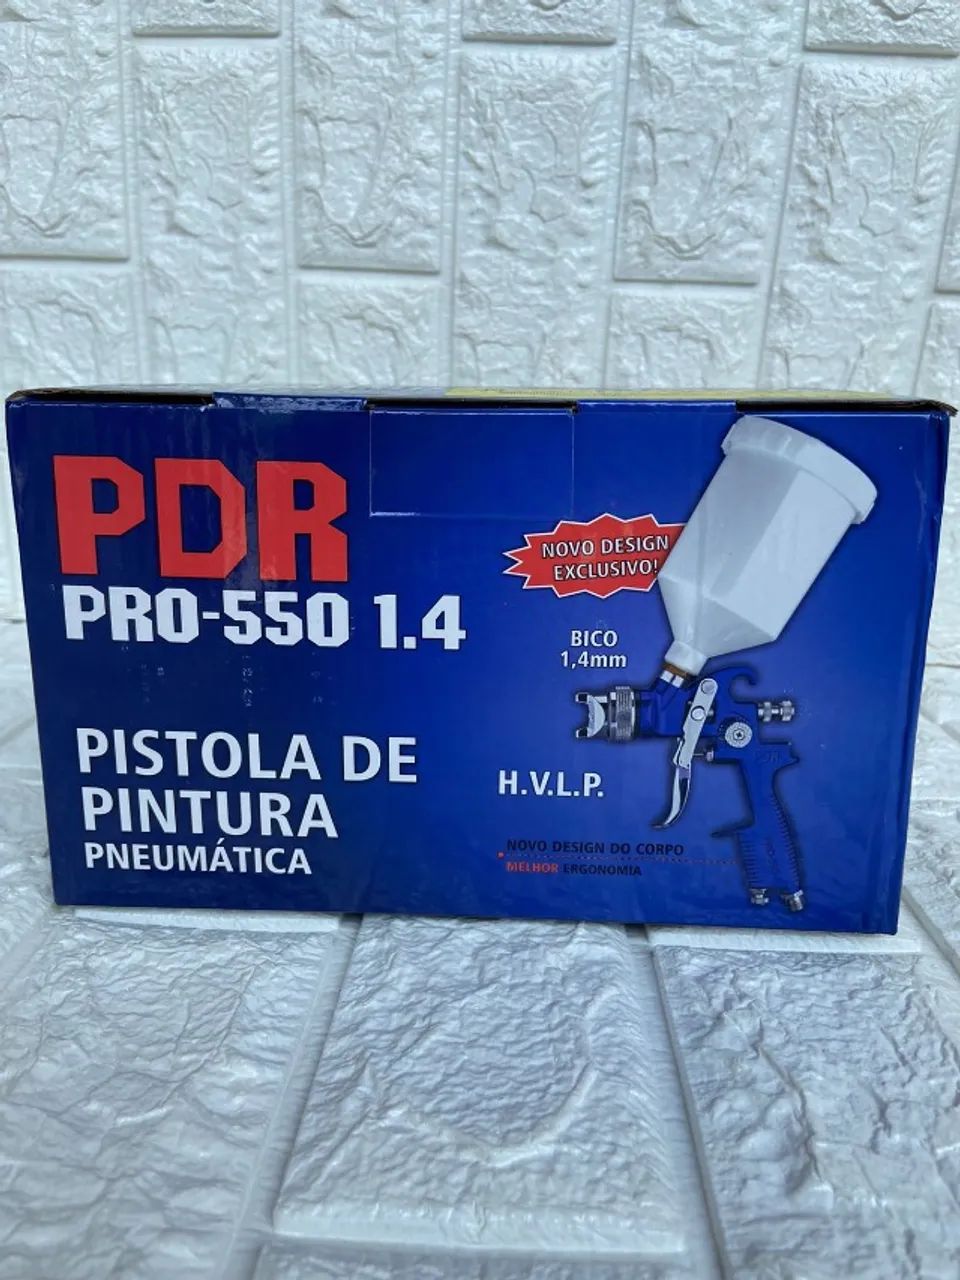 PDR
PRO-550 1.4
NOVO DESIGN
EXCLUSIVO!
BICO
1,4mm
PISTOLA DE
PINTURA
PNEUMÁTICA
H.V.L.P.
NOVO DESIGN DO CORPO
MELHOR ERGONOMIA